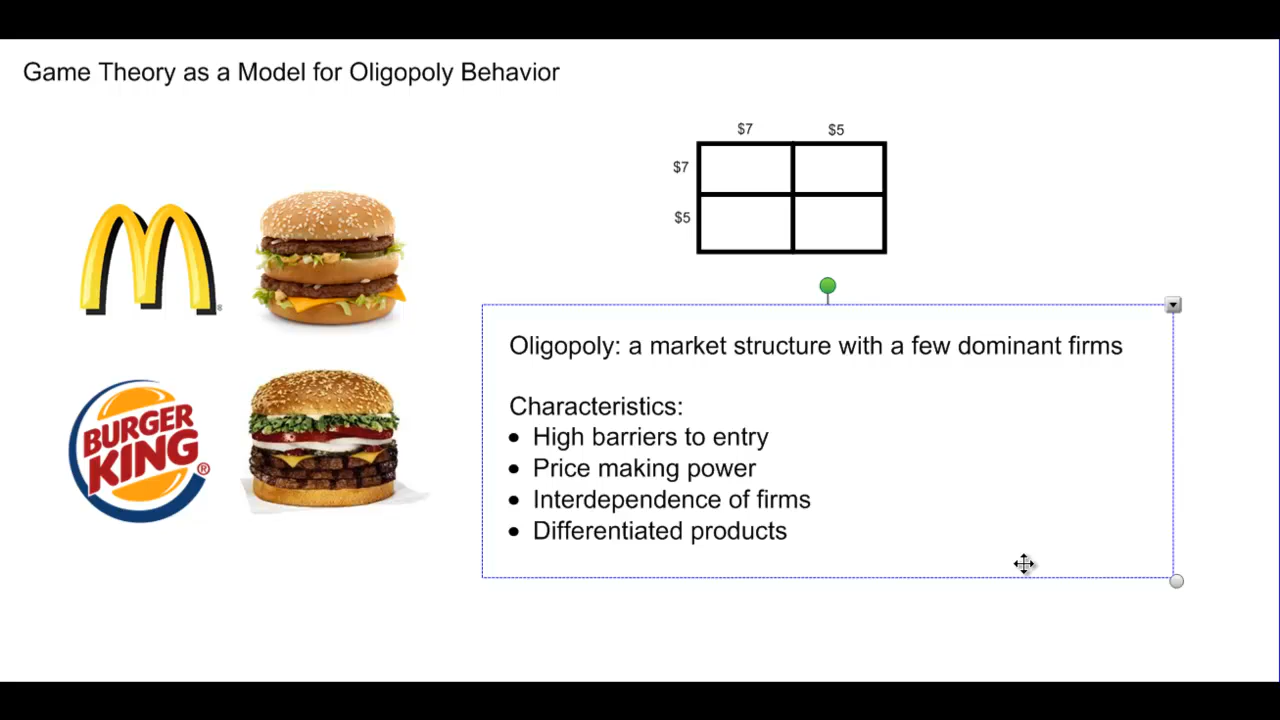 Game Theory as a Model for Oligopoly Behavior
$7 $5
$7
$5
BURGER
KING
®
®
Oligopoly: a market structure with a few dominant firms
Characteristics:
• High barriers to entry
• Price making power
• Interdependence of firms
• Differentiated products